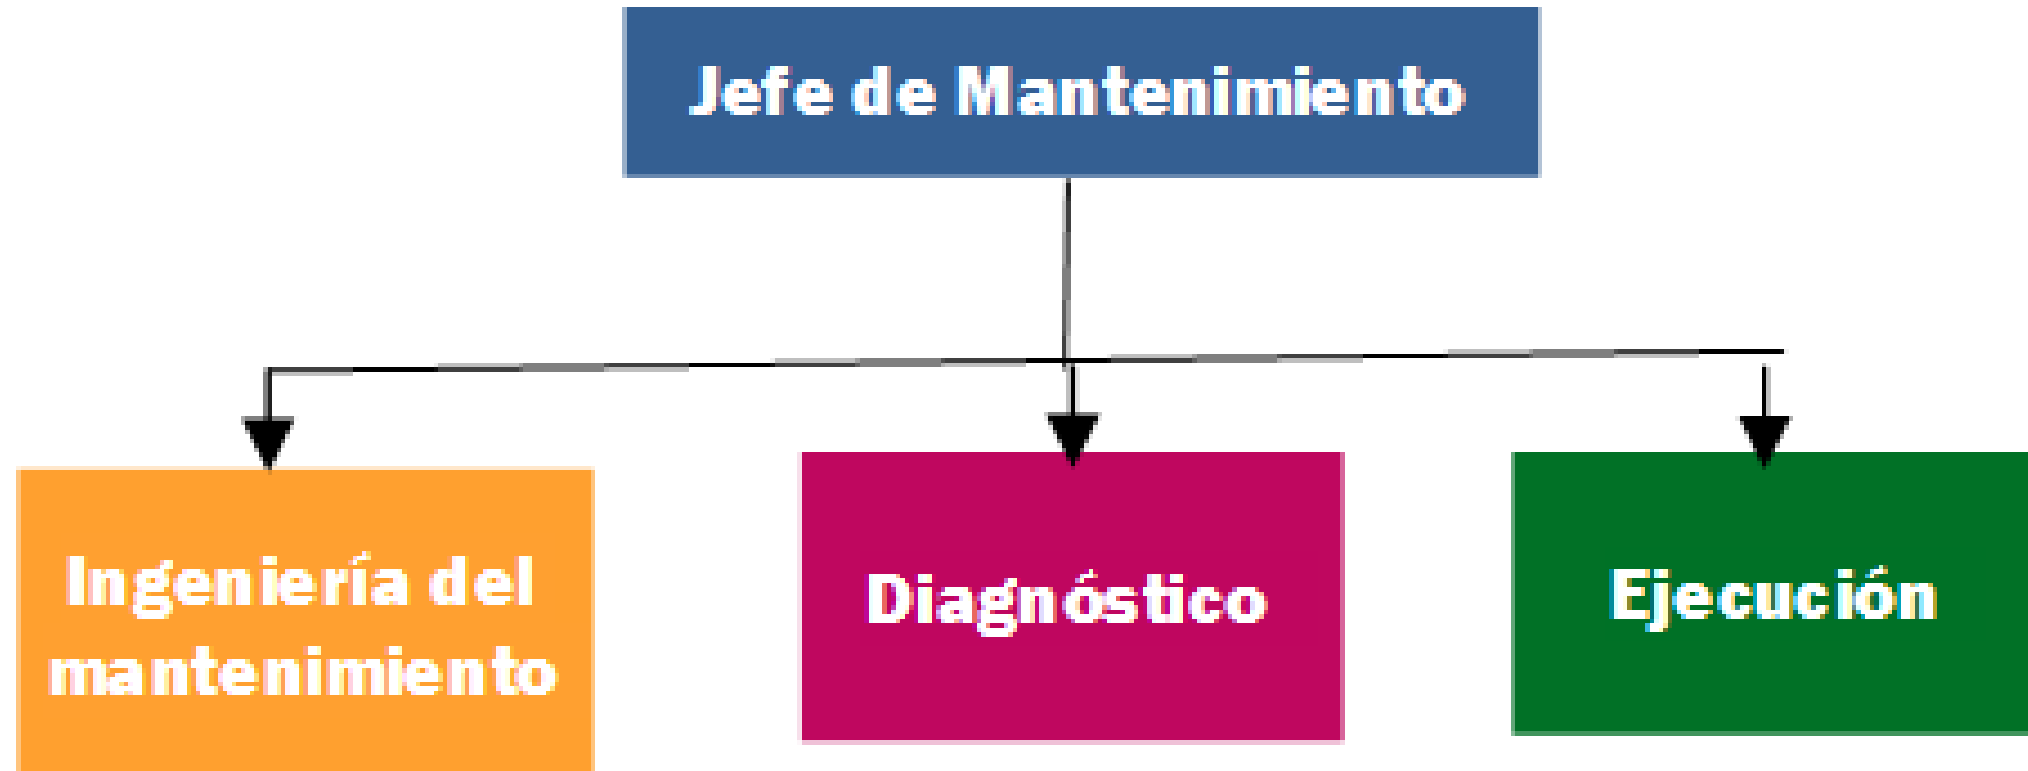 Jefe de Mantenimiento
Ingeniería del
mantenimiento
Diagnóstico
Ejecución